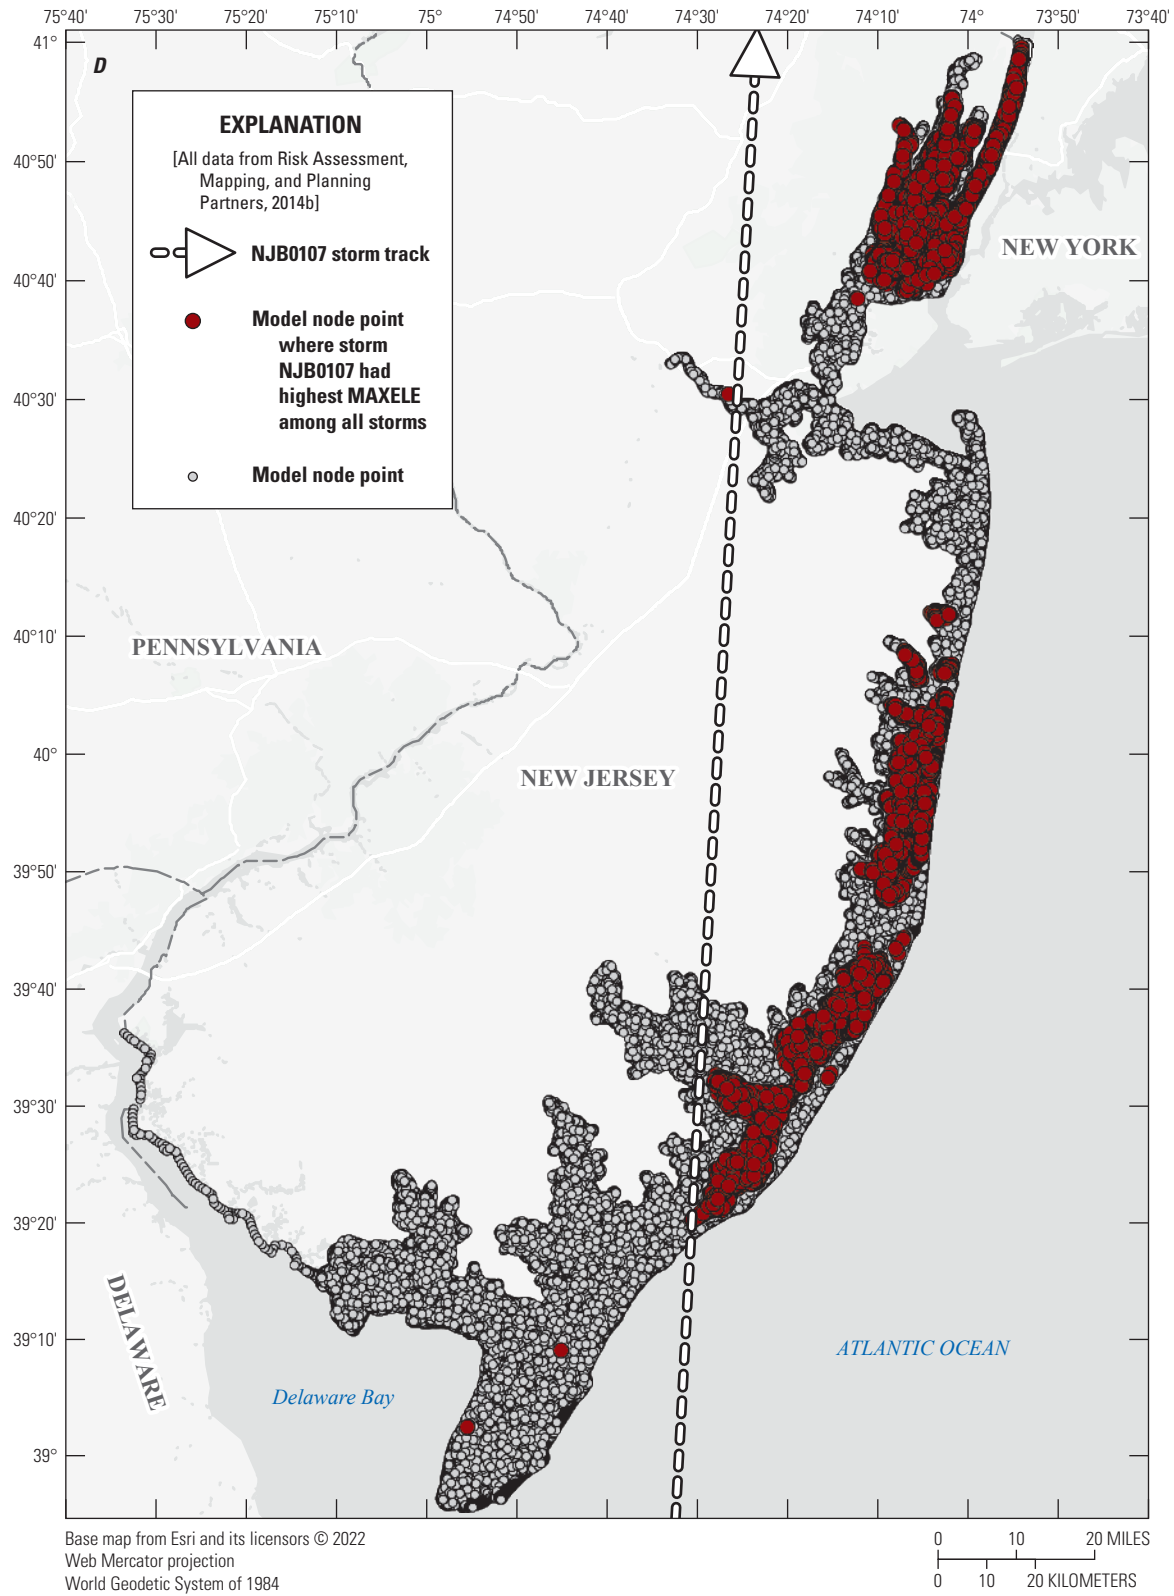 75°40' 75°30' 75°20' 75°10' 75° 74°50' 74°40' 74°30' 74°20' 74°10' 74° 73°50' 73°40'
41°
D
EXPLANATION
[All data from Risk Assessment,
Mapping, and Planning
Partners, 2014b]
NJB0107 storm track
Model node point
where storm
NJB0107 had
highest MAXELE
among all storms
Model node point
40°50'
40°40'
NEW YORK
40°30'
40°20'
40°10'
PENNSYLVANIA
40°
NEW JERSEY
39°50'
39°40'
39°30'
39°20'
DELAWARE
39°10'
ATLANTIC OCEAN
Delaware Bay
39°
Base map from Esri and its licensors © 2022
Web Mercator projection
World Geodetic System of 1984
0 10 20 MILES
0 10 20 KILOMETERS